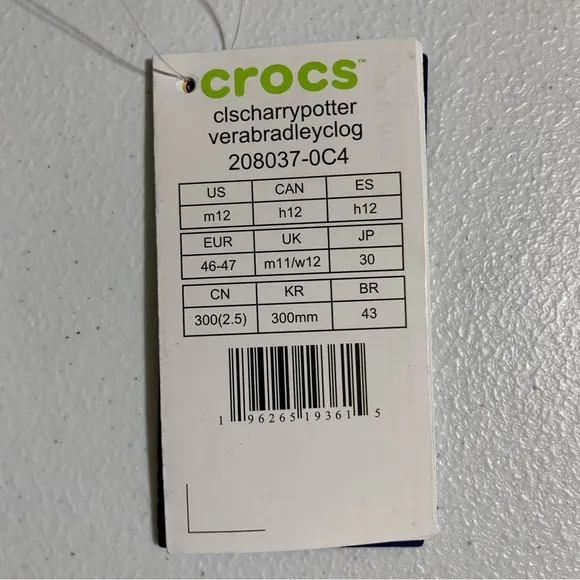 crocs™
clscharrypotter
verabradleyclog
208037-0C4
US CAN ES
m12 h12 h12
EUR UK JP
46-47 m11/w12 30
CN KR BR
300(2.5) 300mm 43
1 96265 19361 5